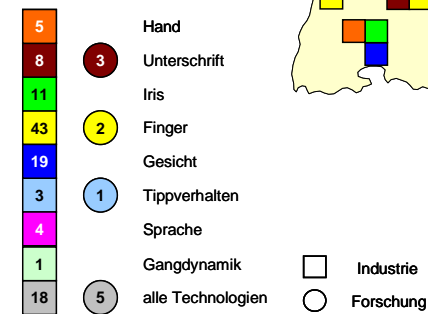 5 Hand
8 3 Unterschrift
11 Iris
43 2 Finger
19 Gesicht
3 1 Tippverhalten
4 Sprache
1 Gangdynamik
18 5 alle Technologien
Industrie
Forschung